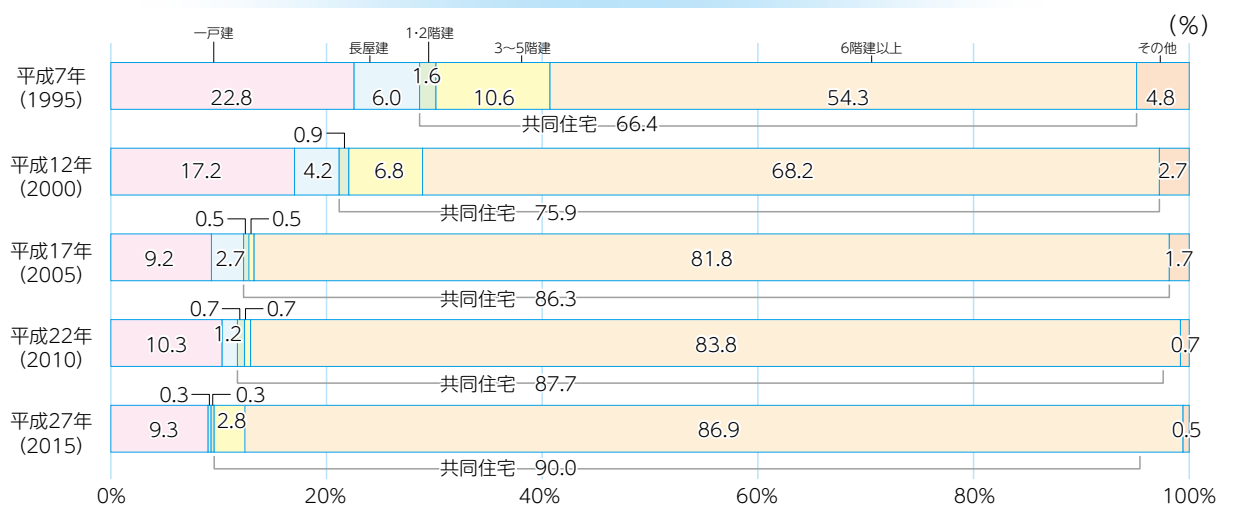 (%)
一戸建
長屋建
1・2階建
3〜5階建
6階建以上
その他
平成7年
（1995）
22.8
6.0
1.6
10.6
54.3
4.8
共同住宅 66.4
平成12年
（2000）
17.2
4.2
0.9
6.8
68.2
2.7
共同住宅 75.9
平成17年
（2005）
9.2
2.7
0.5
0.5
81.8
1.7
共同住宅 86.3
平成22年
（2010）
10.3
1.2
0.7
0.7
83.8
0.7
共同住宅 87.7
平成27年
（2015）
9.3
0.3
0.3
2.8
86.9
0.5
共同住宅 90.0
0%
20%
40%
60%
80%
100%